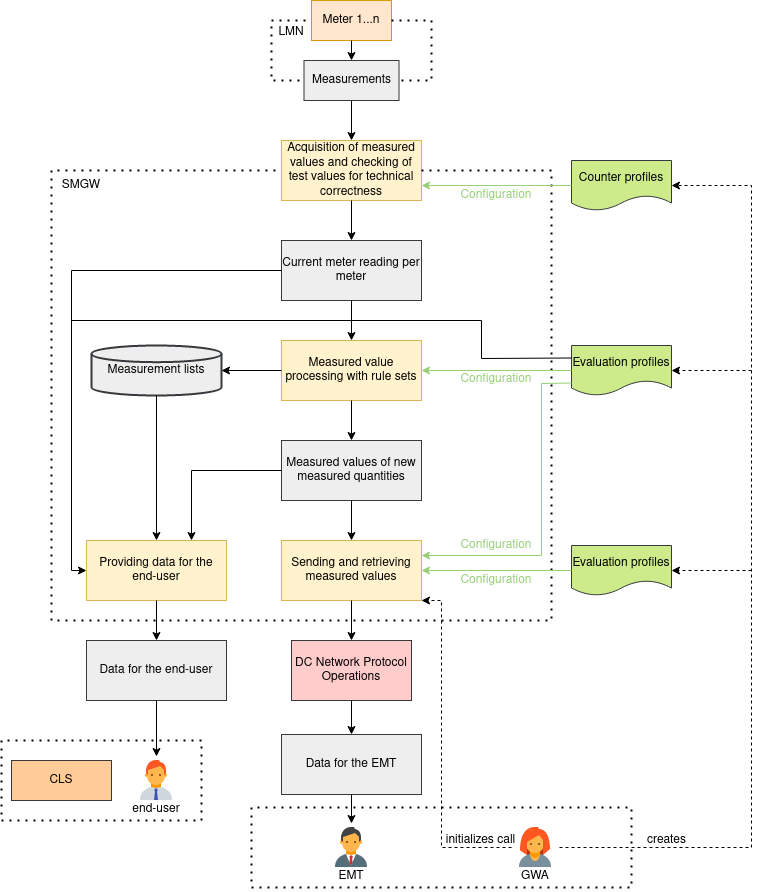 Meter 1...n
LMN
Measurements
Acquisition of measured
values and checking of
test values for technical
correctness
SMGW
Counter profiles
Configuration
Current meter reading per
meter
Measurement lists
Measured value
processing with rule sets
Evaluation profiles
Configuration
Measured values of new
measured quantities
Configuration
Providing data for the
end-user
Sending and retrieving
measured values
Evaluation profiles
Configuration
Data for the end-user
DC Network Protocol
Operations
CLS
end-user
Data for the EMT
initializes call
creates
EMT
GWA